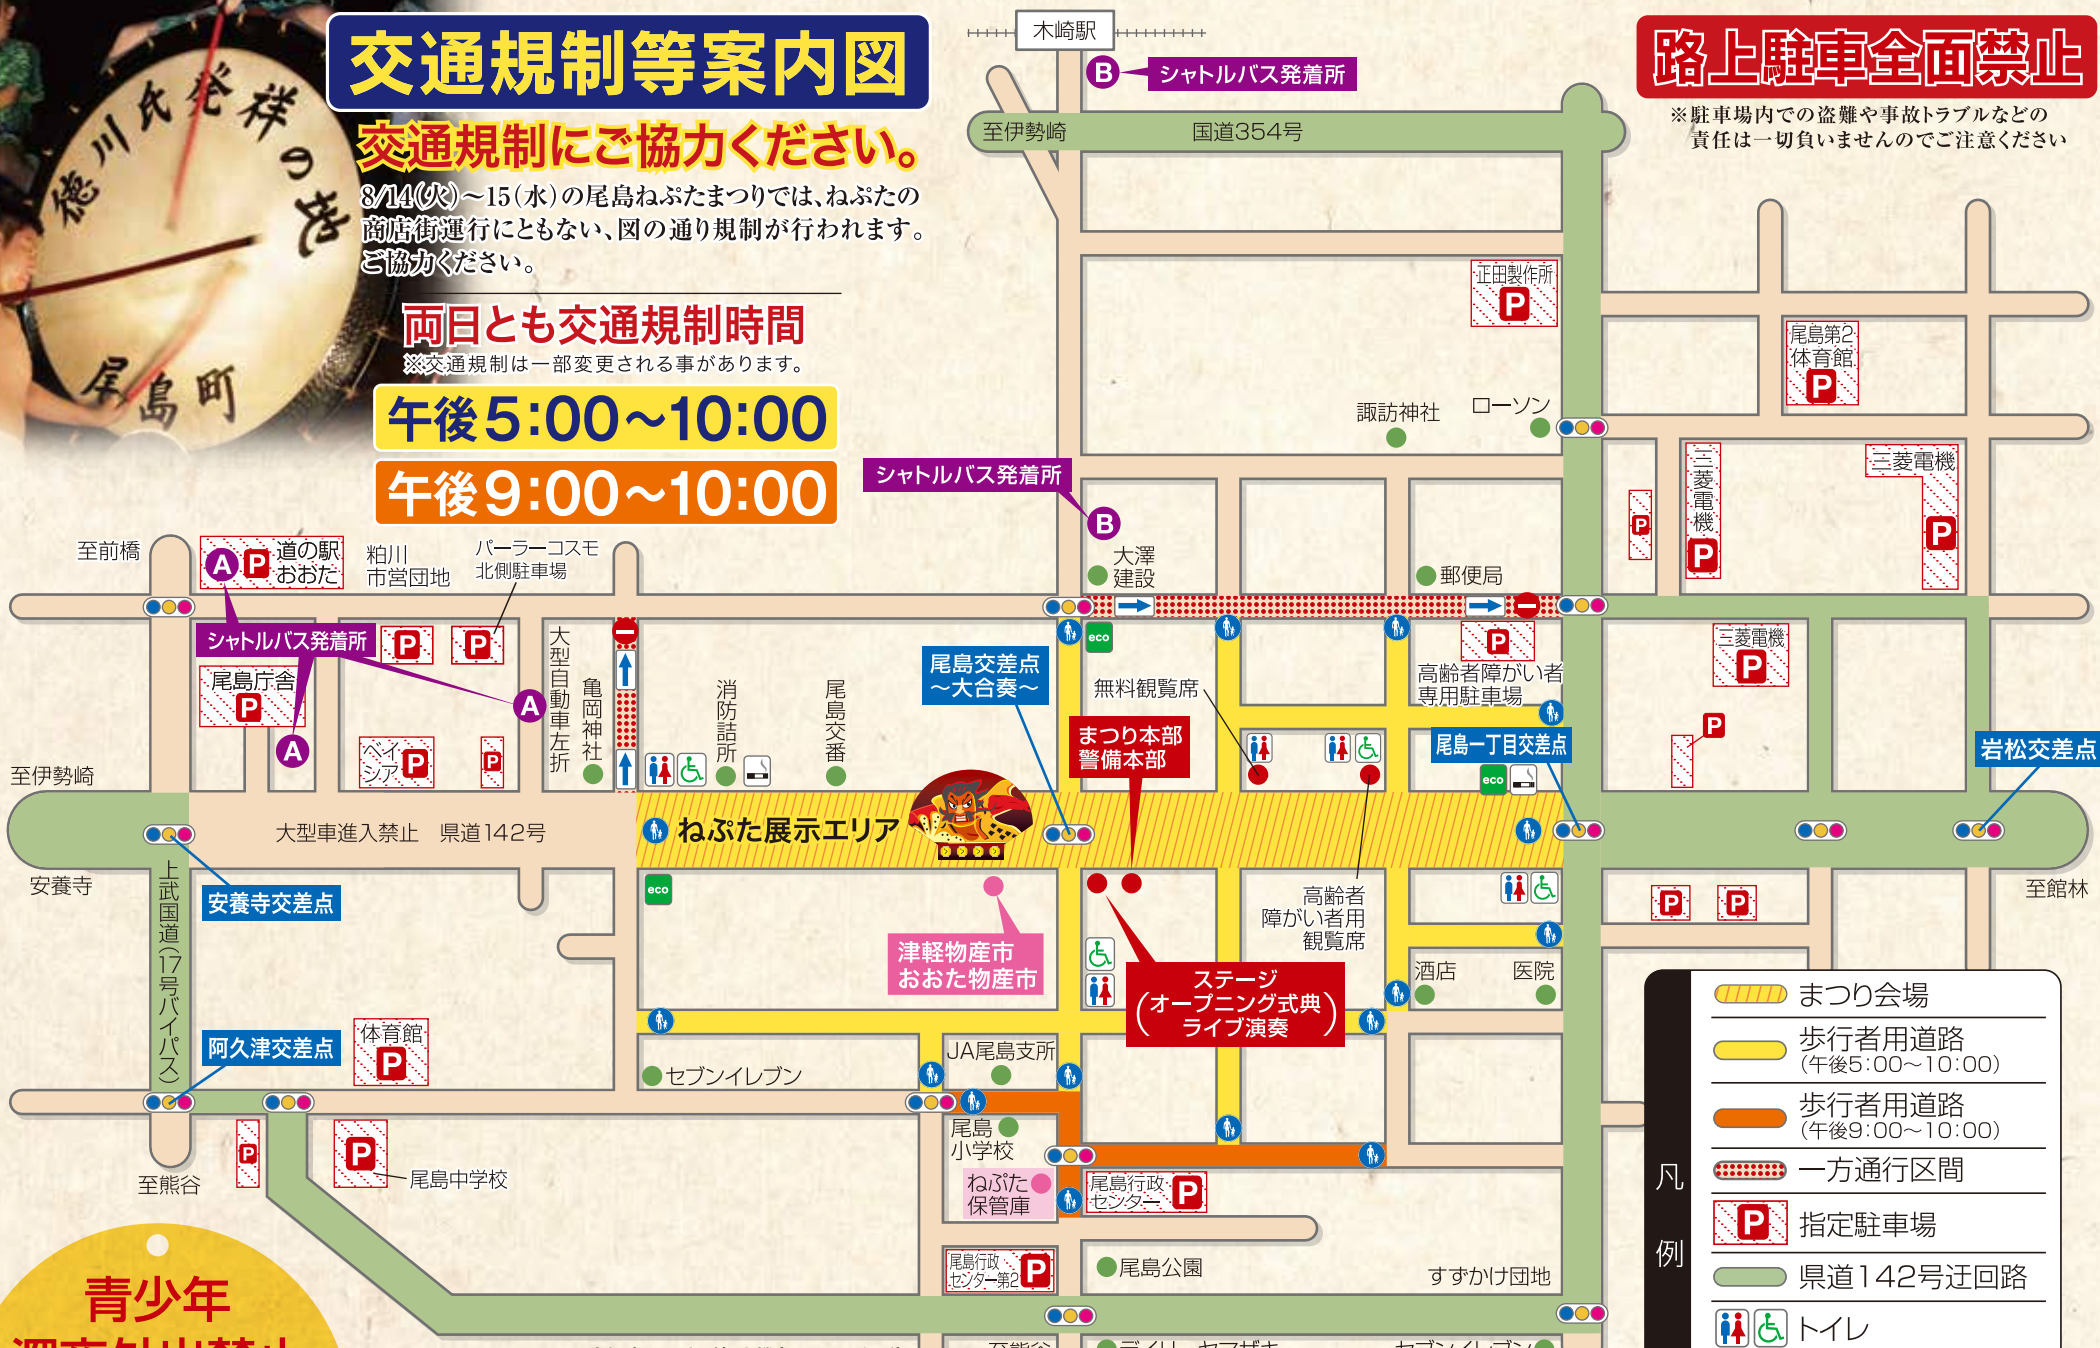 徳川氏発祥の地
尾島町
交通規制等案内図
交通規制にご協力ください。
8/14(火)～15(水)の尾島ねぷたまつりでは、ねぷたの
商店街運行にともない、図の通り規制が行われます。
ご協力ください。
両日とも交通規制時間
※交通規制は一部変更される事があります。
午後5:00～10:00
午後9:00～10:00
路上駐車全面禁止
※駐車場内での盗難や事故トラブルなどの
責任は一切負いませんのでご注意ください
木崎駅
B
シャトルバス発着所
至伊勢崎
国道354号
正田製作所
P
尾島第2
体育館
P
諏訪神社
ローソン
シャトルバス発着所
B
三菱電機
P
三菱電機
P
P
大澤
建設
郵便局
至前橋
A
P
道の駅
おおた
粕川
市営団地
パーラーコスモ
北側駐車場
シャトルバス発着所
P
P
尾島庁舎
P
A
A
ベイ
シア
P
P
大型自動車左折
亀岡神社
消防詰所
尾島交番
尾島交差点
～大合奏～
eco
無料観覧席
まつり本部
警備本部
P
高齢者障がい者
専用駐車場
尾島一丁目交差点
eco
三菱電機
P
P
岩松交差点
至伊勢崎
大型車進入禁止 県道142号
ねぷた展示エリア
安養寺
上武国道(17号バイパス)
安養寺交差点
eco
津軽物産市
おおた物産市
ステージ
(オープニング式典
ライブ演奏)
高齢者
障がい者用
観覧席
酒店
医院
P
P
至館林
阿久津交差点
体育館
P
セブンイレブン
JA尾島支所
尾島
小学校
ねぷた
保管庫
尾島行政
センター
P
P
P
尾島中学校
至熊谷
尾島行政
センター第2
P
尾島公園
すずかけ団地
青少年
凡例
まつり会場
歩行者用道路
(午後5:00～10:00)
歩行者用道路
(午後9:00～10:00)
一方通行区間
P
指定駐車場
県道142号迂回路
トイレ